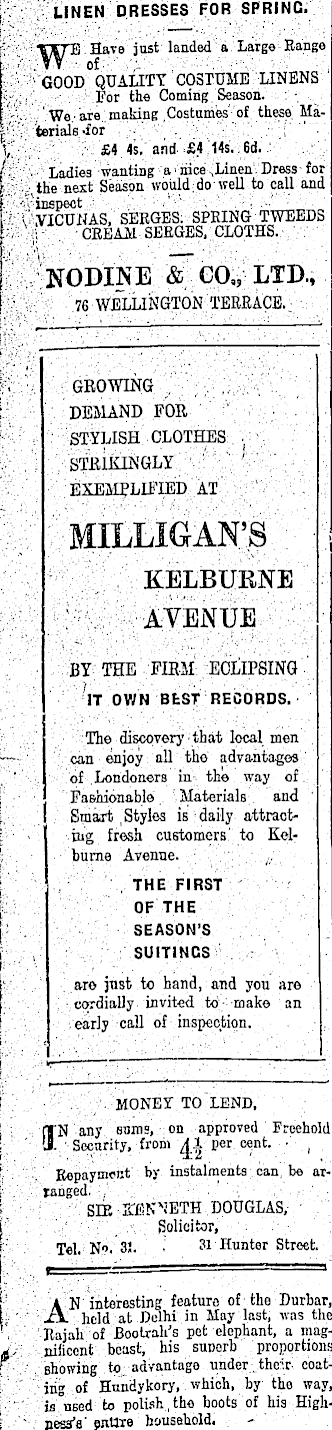 LINEN DRESSES FOR SPRING.
WE Have just landed a Large Range
of
GOOD QUALITY COSTUME LINENS
For the Coming Season.
We are making Costumes of these Ma-
terials for
£4 4s. and £4 14s. 6d.
Ladies wanting a nice Linen Dress for
the next Season would do well to call and
inspect
VICUNAS, SERGES. SPRING TWEEDS
CREAM SERGES, CLOTHS.
NODINE & CO., LTD.,
76 WELLINGTON TERRACE.
GROWING
DEMAND FOR
STYLISH CLOTHES
STRIKINGLY
EXEMPLIFIED AT
MILLIGAN'S
KELBURNE
AVENUE
BY THE FIRM ECLIPSING
IT OWN BEST RECORDS.
The discovery that local men
can enjoy all the advantages
of Londoners in the way of
Fashionable Materials and
Smart Styles is daily attract-
ing fresh customers to Kel-
burne Avenue.
THE FIRST
OF THE
SEASON'S
SUITINGS
are just to hand, and you are
cordially invited to make an
early call of inspection.
MONEY TO LEND,
IN any sums, on approved Freehold
Security, from 4½ per cent.
Repayment by instalments can be ar-
ranged.
SIR KENNETH DOUGLAS,
Solicitor,
Tel. No. 31. 31 Hunter Street.
AN interesting feature of the Durbar,
held at Delhi in May last, was the
Rajah of Bootrah's pet elephant, a mag-
nificent beast, his superb proportions
showing to advantage under their coat-
ing of Hundykory, which, by the way,
is used to polish the boots of his High-
ness's entire household.